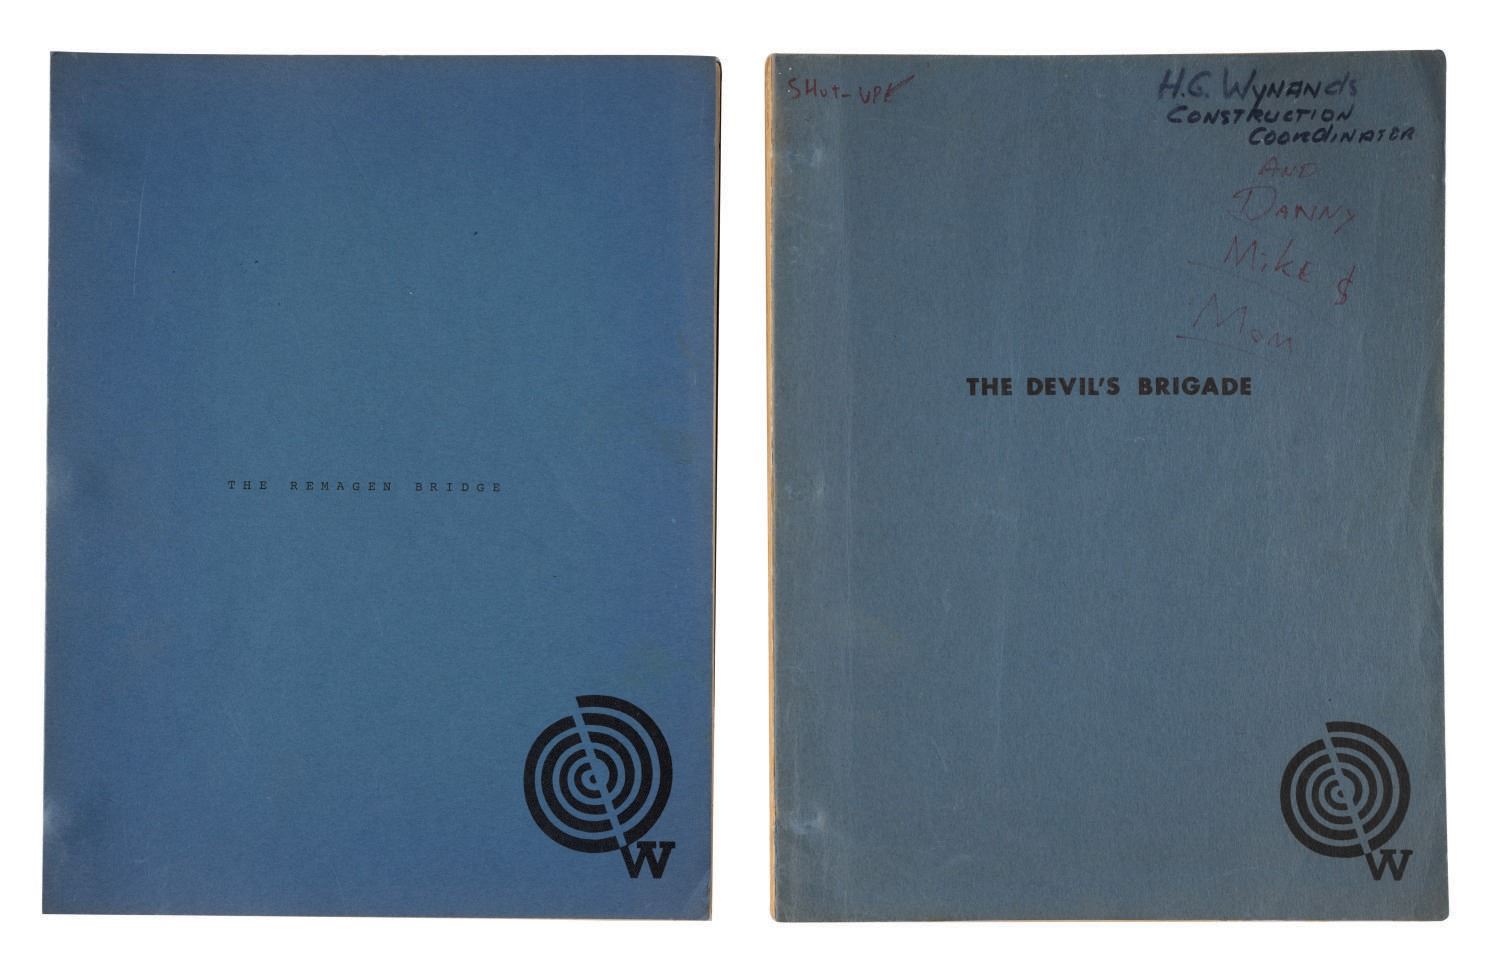 THE REMAGEN BRIDGE
W
SHUT-UPE
H.G. WYNANdS
CONSTRUCTION
COORdINATER
AND
DANNY
MikE &
MOM
THE DEVIL'S BRIGADE
W